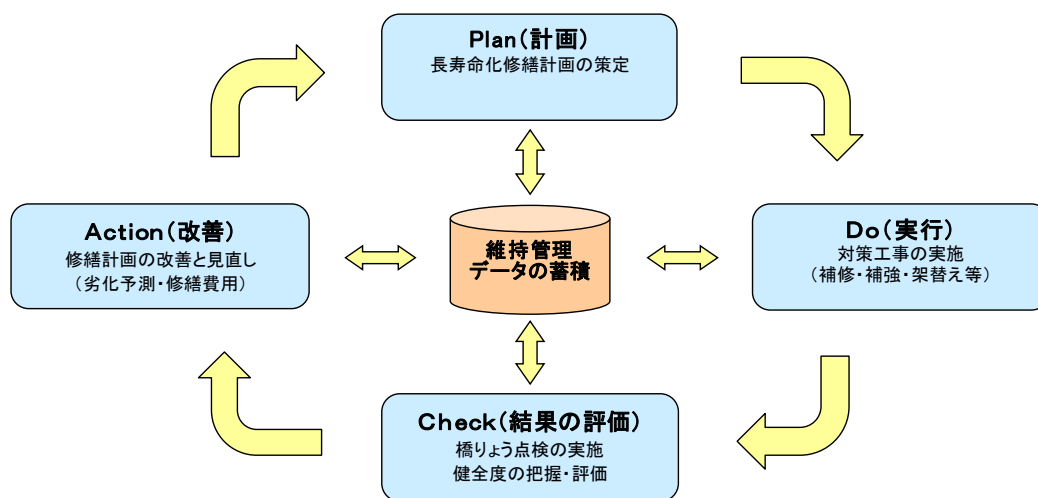 Plan(計画)
長寿命化修繕計画の策定
Action(改善)
修繕計画の改善と見直し
(劣化予測・修繕費用)
維持管理
データの蓄積
Do(実行)
対策工事の実施
(補修・補強・架替え等)
Check(結果の評価)
橋りょう点検の実施
健全度の把握・評価